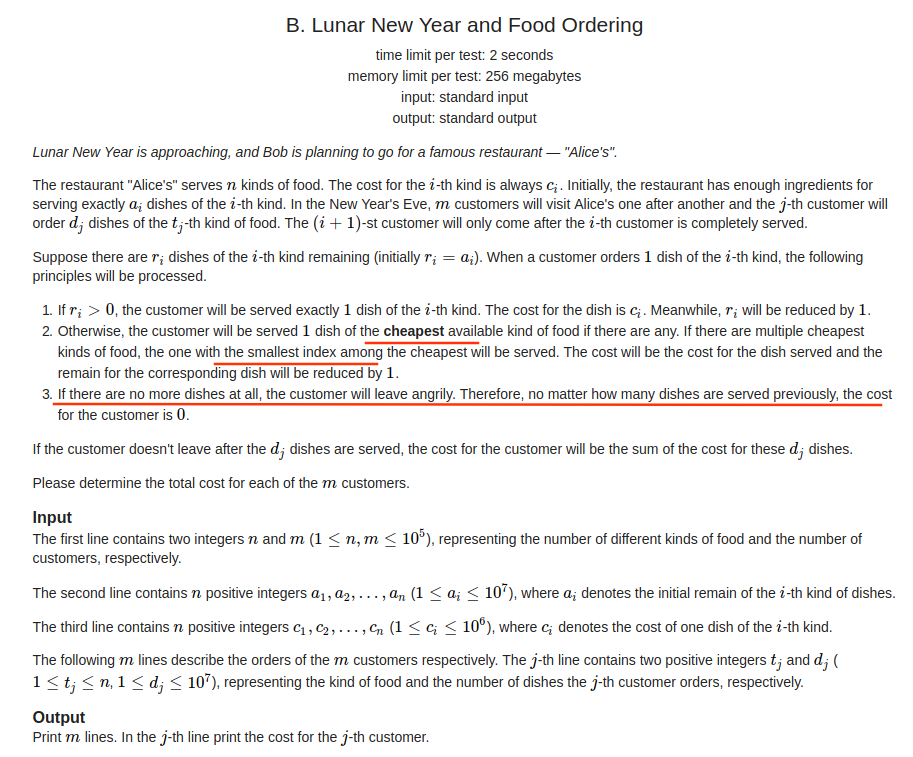 B. Lunar New Year and Food Ordering
time limit per test: 2 seconds
memory limit per test: 256 megabytes
input: standard input
output: standard output
Lunar New Year is approaching, and Bob is planning to go for a famous restaurant — "Alice's".
The restaurant "Alice's" serves n kinds of food. The cost for the i-th kind is always c_i. Initially, the restaurant has enough ingredients for
serving exactly a_i dishes of the i-th kind. In the New Year's Eve, m customers will visit Alice's one after another and the j-th customer will
order d_j dishes of the t_j-th kind of food. The (i + 1)-st customer will only come after the i-th customer is completely served.
Suppose there are r_i dishes of the i-th kind remaining (initially r_i = a_i). When a customer orders 1 dish of the i-th kind, the following
principles will be processed.
1. If r_i > 0, the customer will be served exactly 1 dish of the i-th kind. The cost for the dish is c_i. Meanwhile, r_i will be reduced by 1.
2. Otherwise, the customer will be served 1 dish of the cheapest available kind of food if there are any. If there are multiple cheapest
kinds of food, the one with the smallest index among the cheapest will be served. The cost will be the cost for the dish served and the
remain for the corresponding dish will be reduced by 1.
3. If there are no more dishes at all, the customer will leave angrily. Therefore, no matter how many dishes are served previously, the cost
for the customer is 0.
If the customer doesn't leave after the d_j dishes are served, the cost for the customer will be the sum of the cost for these d_j dishes.
Please determine the total cost for each of the m customers.
Input
The first line contains two integers n and m (1 ≤ n, m ≤ 10^5), representing the number of different kinds of food and the number of
customers, respectively.
The second line contains n positive integers a_1, a_2, . . . , a_n (1 ≤ a_i ≤ 10^7), where a_i denotes the initial remain of the i-th kind of dishes.
The third line contains n positive integers c_1, c_2, . . . , c_n (1 ≤ c_i ≤ 10^6), where c_i denotes the cost of one dish of the i-th kind.
The following m lines describe the orders of the m customers respectively. The j-th line contains two positive integers t_j and d_j (
1 ≤ t_j ≤ n, 1 ≤ d_j ≤ 10^7), representing the kind of food and the number of dishes the j-th customer orders, respectively.
Output
Print m lines. In the j-th line print the cost for the j-th customer.